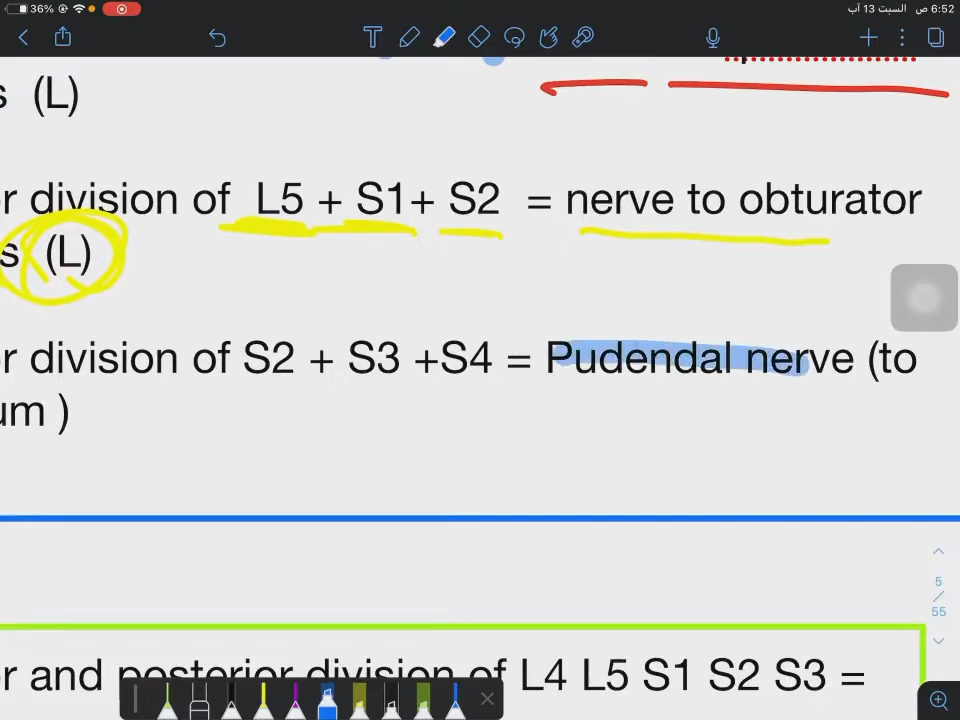 36%
6:52 ص السبت 13 آب
s (L)
r division of L5 + S1+ S2 = nerve to obturator
s (L)
r division of S2 + S3 +S4 = Pudendal nerve (to
um )
5
/
55
r and posterior division of L4 L5 S1 S2 S3 =